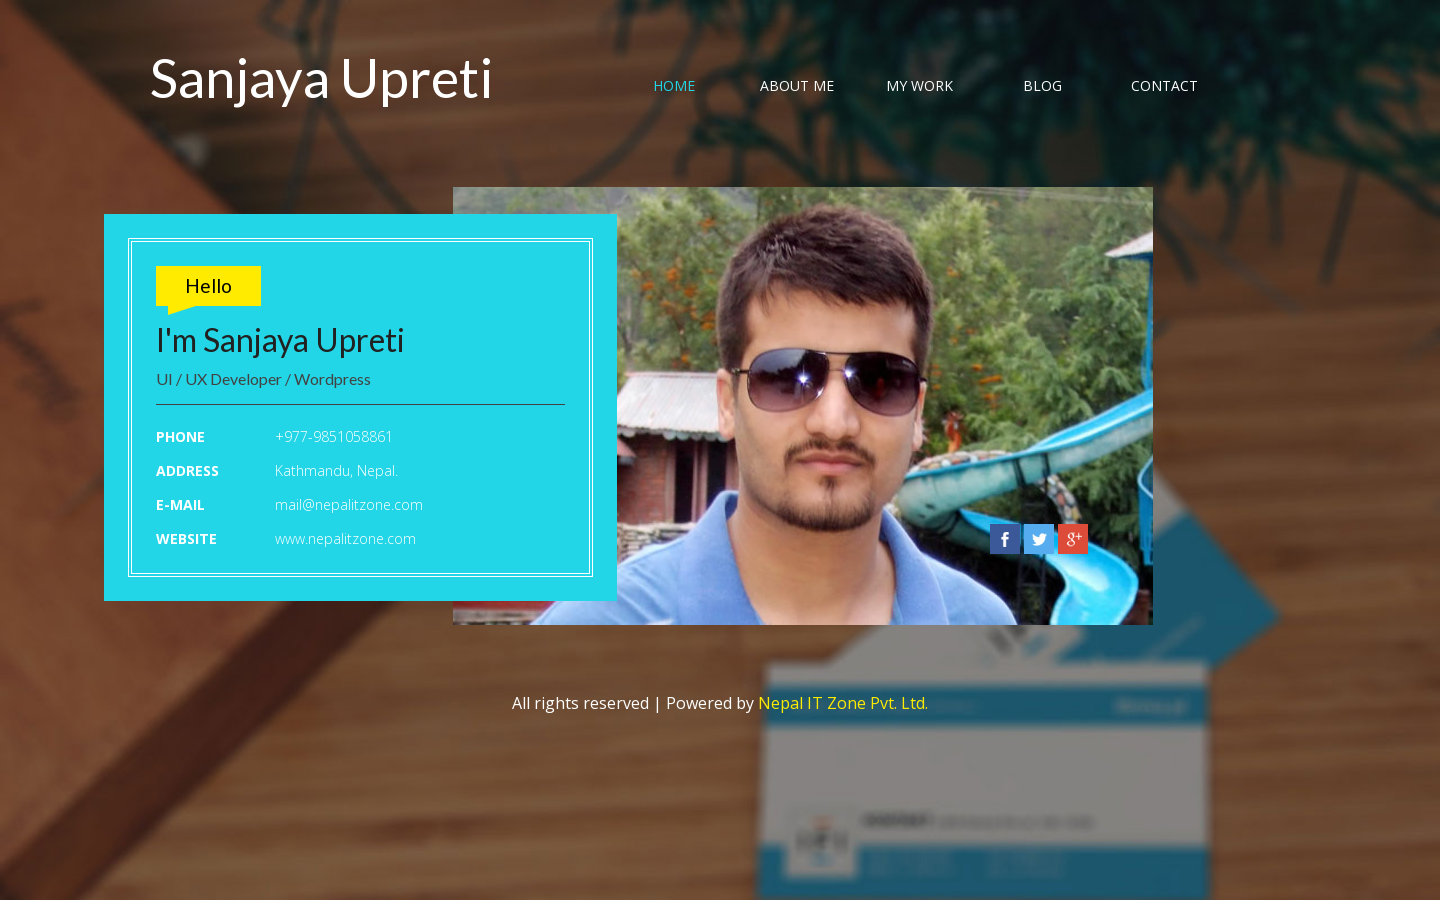 Sanjaya Upreti
HOME
ABOUT ME
MY WORK
BLOG
CONTACT
Hello
I'm Sanjaya Upreti
UI / UX Developer / Wordpress
PHONE +977-9851058861
ADDRESS Kathmandu, Nepal.
E-MAIL mail@nepalitzone.com
WEBSITE www.nepalitzone.com
All rights reserved | Powered by Nepal IT Zone Pvt. Ltd.